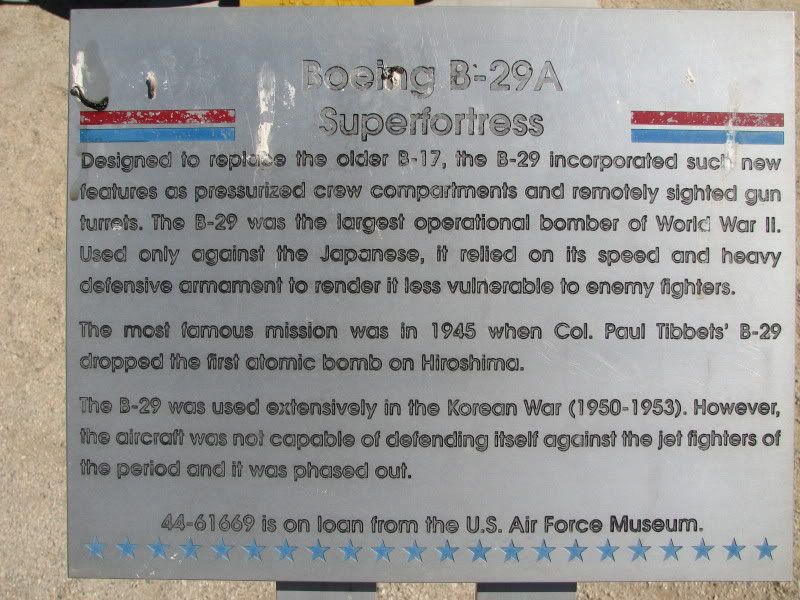 Boeing B-29A
Superfortress
Designed to replace the older B-17, the B-29 incorporated such new
features as pressurized crew compartments and remotely sighted gun
turrets. The B-29 was the largest operational bomber of World War II.
Used only against the Japanese, it relied on its speed and heavy
defensive armament to render it less vulnerable to enemy fighters.
The most famous mission was in 1945 when Col. Paul Tibbets' B-29
dropped the first atomic bomb on Hiroshima.
The B-29 was used extensively in the Korean War (1950-1953). However,
the aircraft was not capable of defending itself against the jet fighters of
the period and it was phased out.
44-61669 is on loan from the U.S. Air Force Museum.